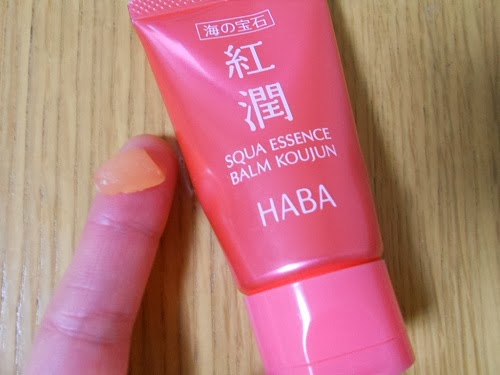 海の宝石
紅
潤
SQUA ESSENCE
BALM KOUJUN
HABA